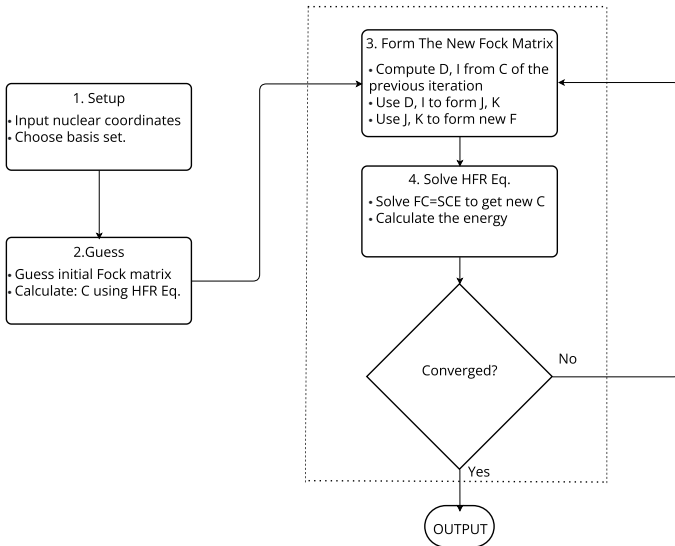 1. Setup
• Input nuclear coordinates
• Choose basis set.
2.Guess
• Guess initial Fock matrix
• Calculate: C using HFR Eq.
3. Form The New Fock Matrix
• Compute D, I from C of the
previous iteration
• Use D, I to form J, K
• Use J, K to form new F
4. Solve HFR Eq.
• Solve FC=SCE to get new C
• Calculate the energy
Converged?
No
Yes
OUTPUT